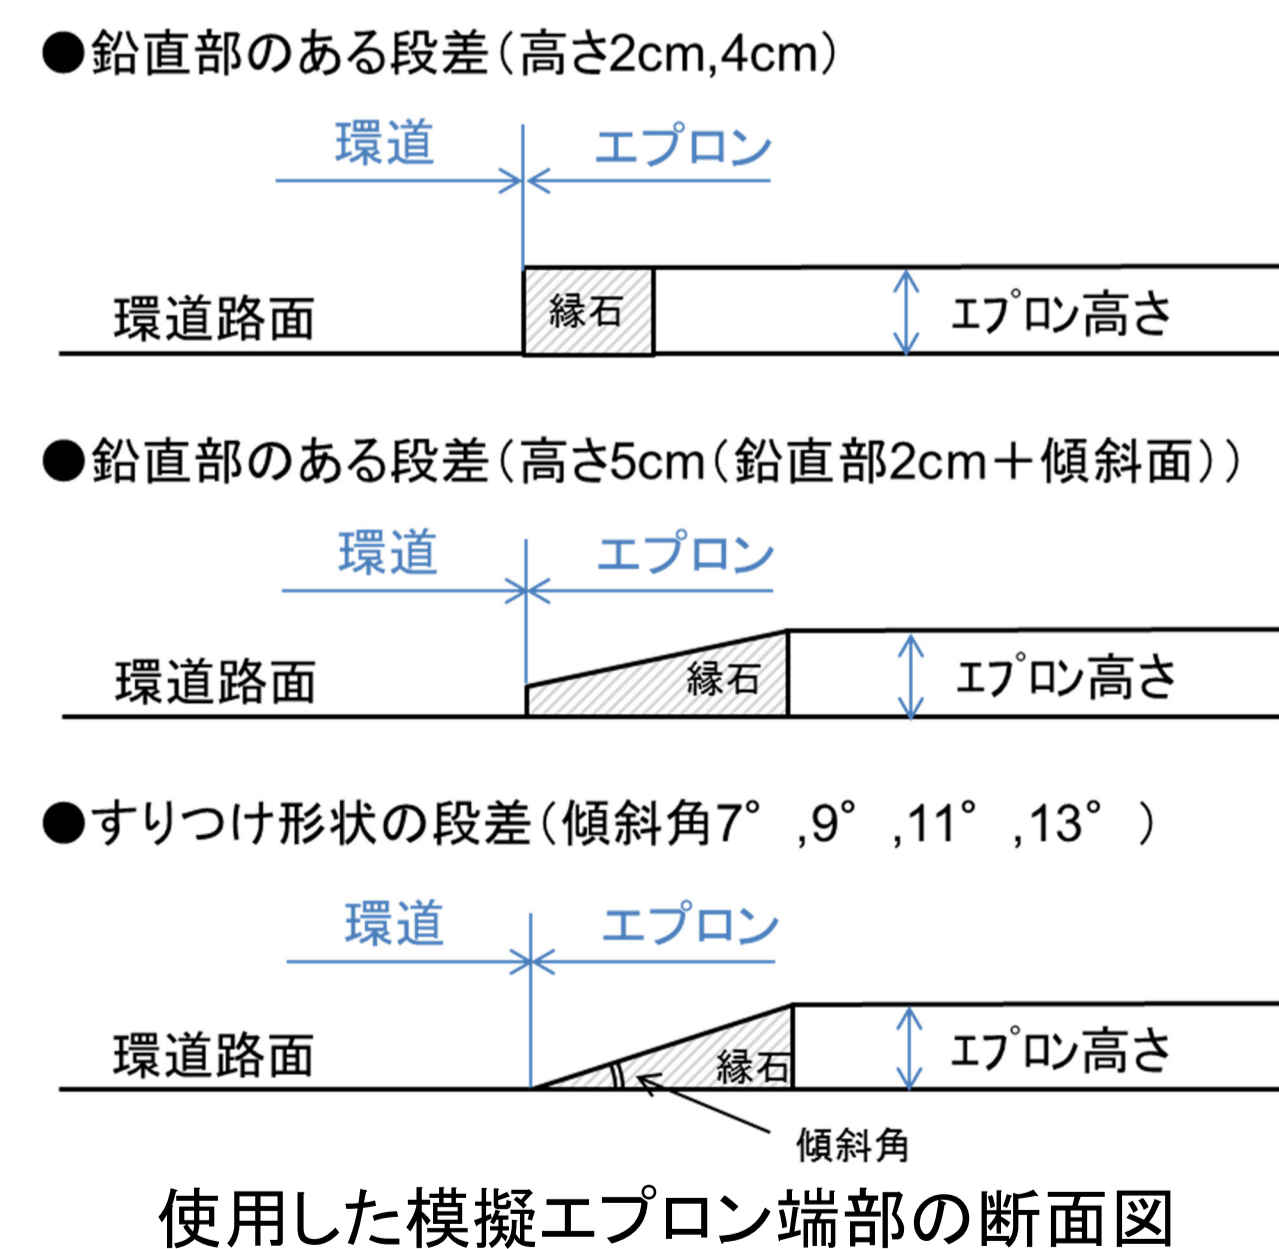 ●鉛直部のある段差(高さ2cm,4cm)
環道 エプロン
環道路面 縁石 ｴﾌﾟﾛﾝ高さ
●鉛直部のある段差(高さ5cm(鉛直部2cm＋傾斜面))
環道 エプロン
環道路面 縁石 ｴﾌﾟﾛﾝ高さ
●すりつけ形状の段差(傾斜角7°,9°,11°,13°)
環道 エプロン
環道路面 縁石 ｴﾌﾟﾛﾝ高さ
傾斜角
使用した模擬エプロン端部の断面図